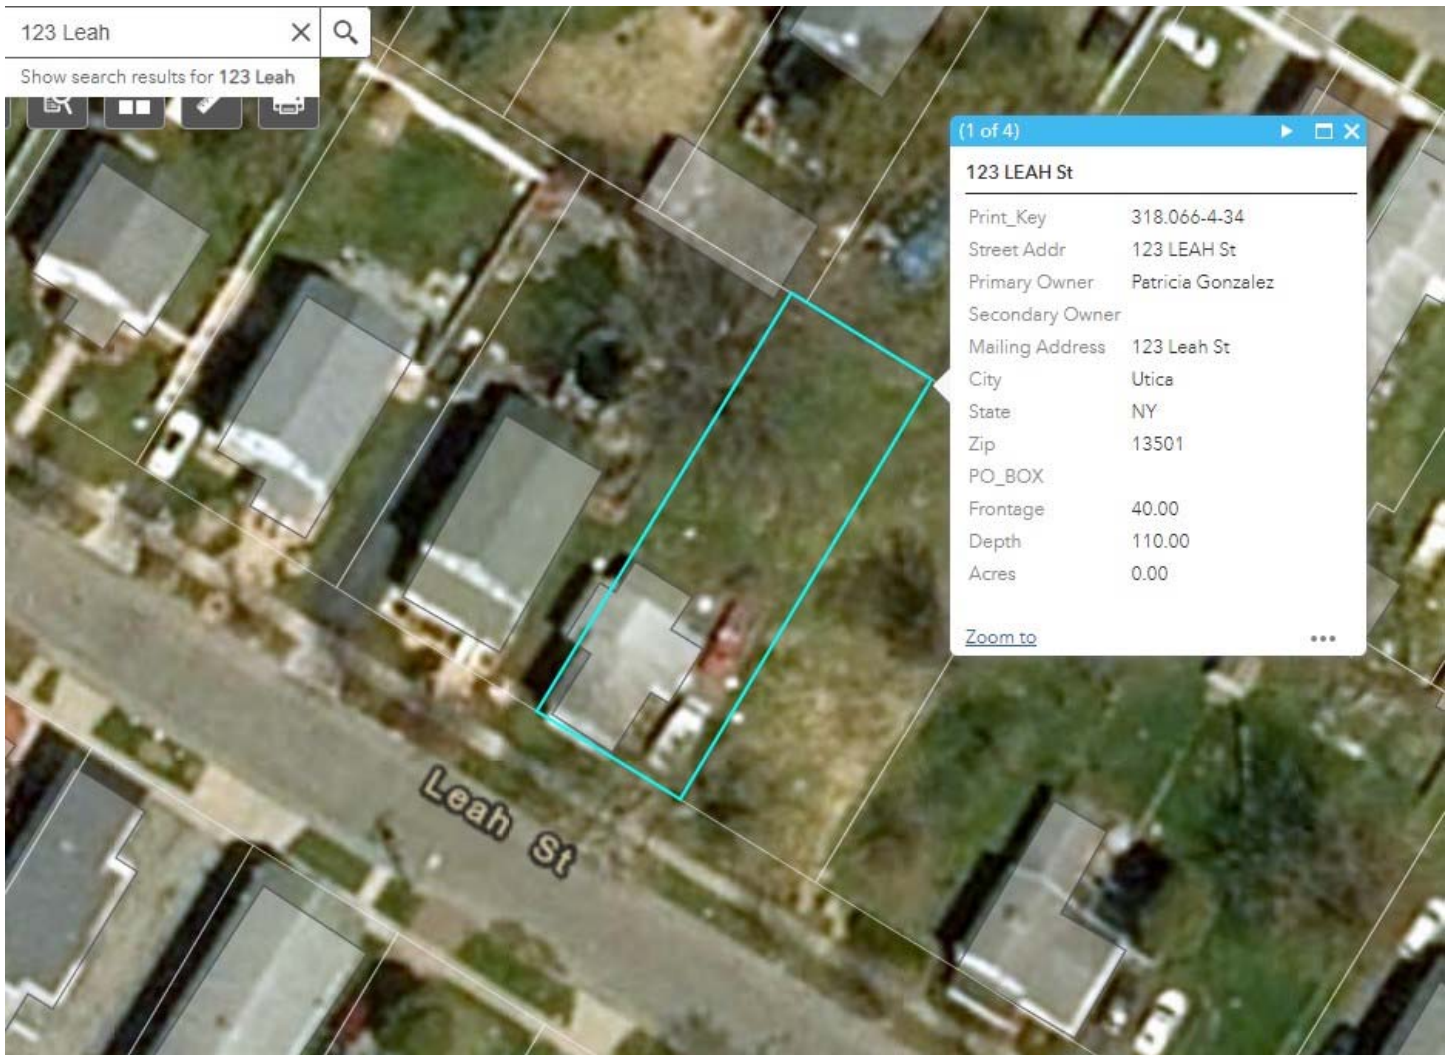 123 Leah
Show search results for 123 Leah
(1 of 4)
123 LEAH St
Print_Key 318.066-4-34
Street Addr 123 LEAH St
Primary Owner Patricia Gonzalez
Secondary Owner
Mailing Address 123 Leah St
City Utica
State NY
Zip 13501
PO_BOX
Frontage 40.00
Depth 110.00
Acres 0.00
Zoom to
Leah St